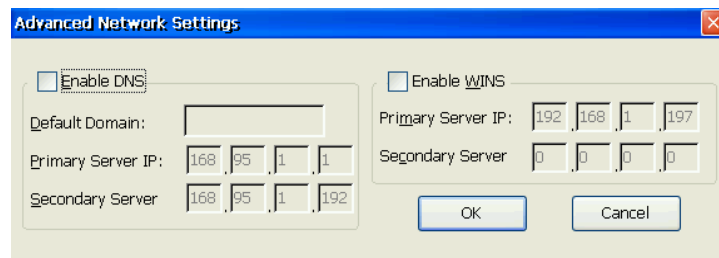 Advanced Network Settings
Enable DNS
Default Domain:
Primary Server IP: 168 . 95 . 1 . 1
Secondary Server 168 . 95 . 1 . 192
Enable WINS
Primary Server IP: 192 . 168 . 1 . 197
Secondary Server 0 . 0 . 0 . 0
OK Cancel